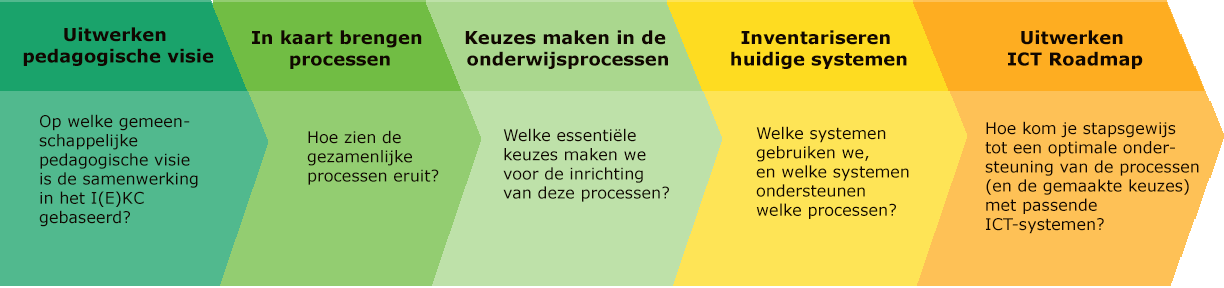 Uitwerken
pedagogische visie
In kaart brengen
processen
Keuzes maken in de
onderwijsprocessen
Inventariseren
huidige systemen
Uitwerken
ICT Roadmap
Op welke gemeen-
schappelijke
pedagogische visie
is de samenwerking
in het I(E)KC
gebaseerd?
Hoe zien de
gezamenlijke
processen eruit?
Welke essentiële
keuzes maken we
voor de inrichting
van deze processen?
Welke systemen
gebruiken we,
en welke systemen
ondersteunen
welke processen?
Hoe kom je stapsgewijs
tot een optimale onder-
steuning van de processen
(en de gemaakte keuzes)
met passende
ICT-systemen?